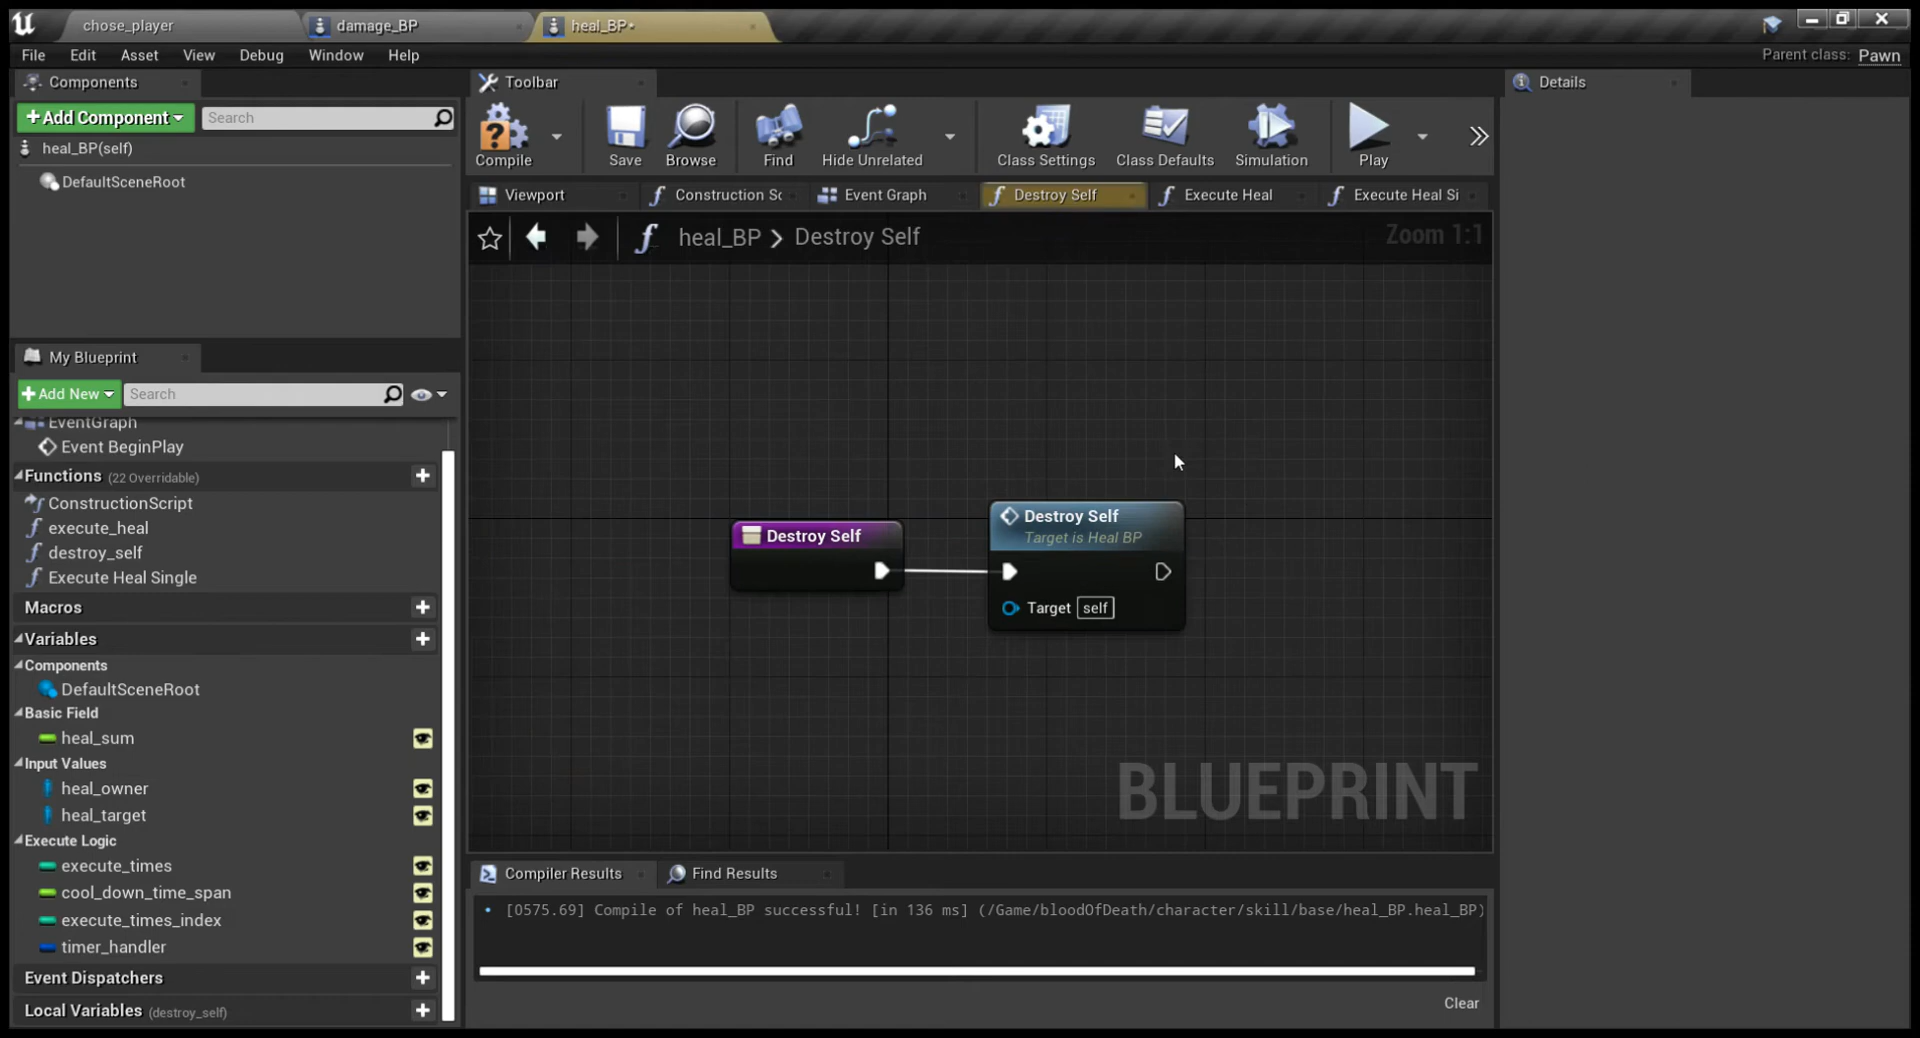 chose_player
damage_BP
heal_BP*
File Edit Asset View Debug Window Help
Parent class: Pawn
Components
+Add Component
Search
heal_BP(self)
DefaultSceneRoot
My Blueprint
+Add New
Search
EventGraph
Event BeginPlay
Functions (22 Overridable)
ConstructionScript
execute_heal
destroy_self
Execute Heal Single
Macros
Variables
Components
DefaultSceneRoot
Basic Field
heal_sum
Input Values
heal_owner
heal_target
Execute Logic
execute_times
cool_down_time_span
execute_times_index
timer_handler
Event Dispatchers
Local Variables (destroy_self)
Toolbar
Compile Save Browse Find Hide Unrelated Class Settings Class Defaults Simulation Play
Viewport Construction Sc Event Graph Destroy Self Execute Heal Execute Heal Si
heal_BP > Destroy Self
Zoom 1:1
Destroy Self
Destroy Self
Target is Heal BP
Target self
BLUEPRINT
Compiler Results Find Results
[0575.69] Compile of heal_BP successful! [in 136 ms] (/Game/bloodOfDeath/character/skill/base/heal_BP.heal_BP)
Clear
Details